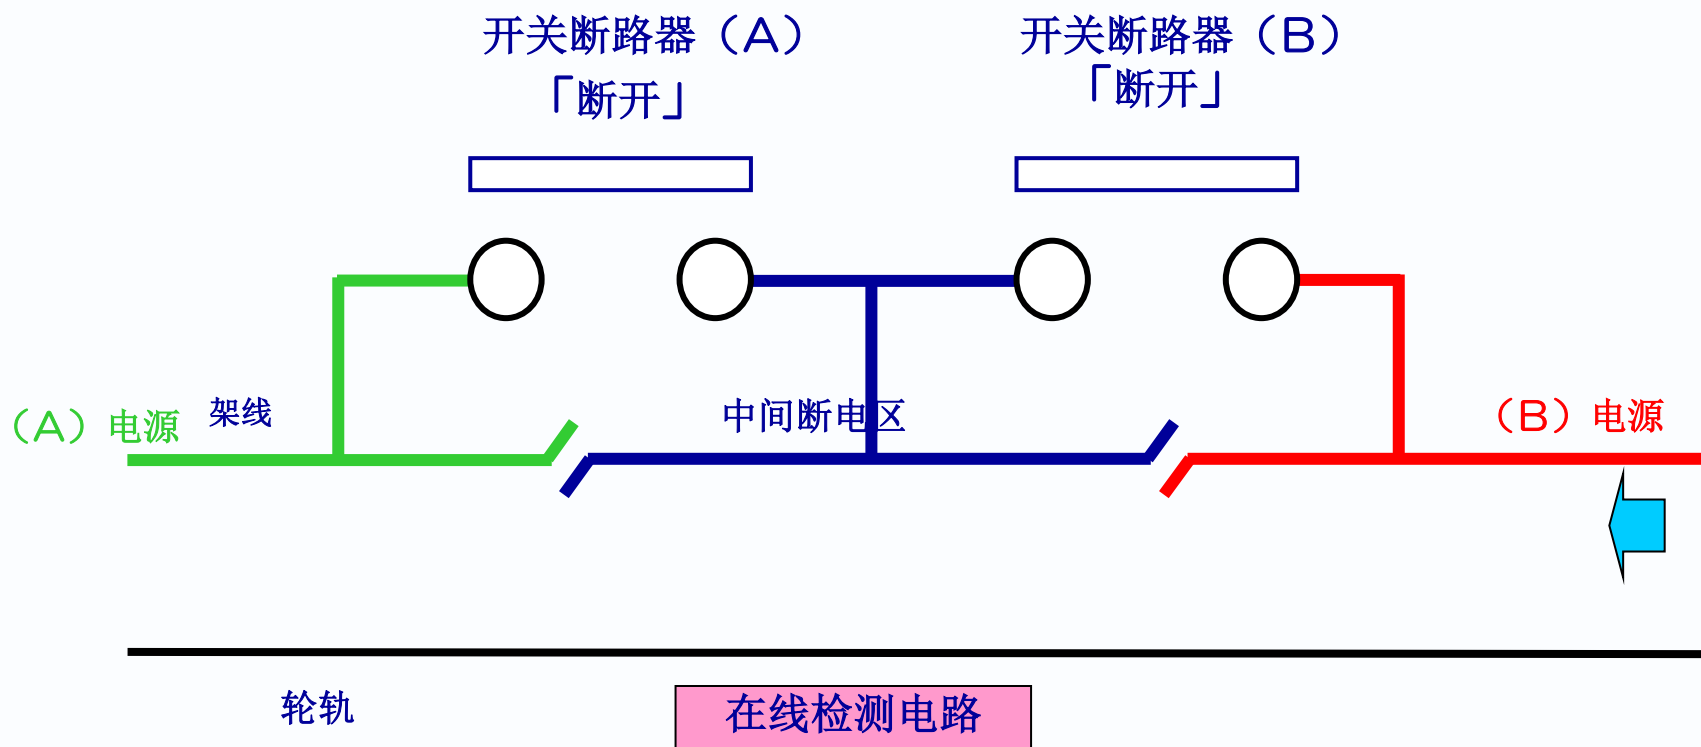 开关断路器（A）
「断开」
开关断路器（B）
「断开」
（A）电源
架线
中间断电区
（B）电源
轮轨
在线检测电路